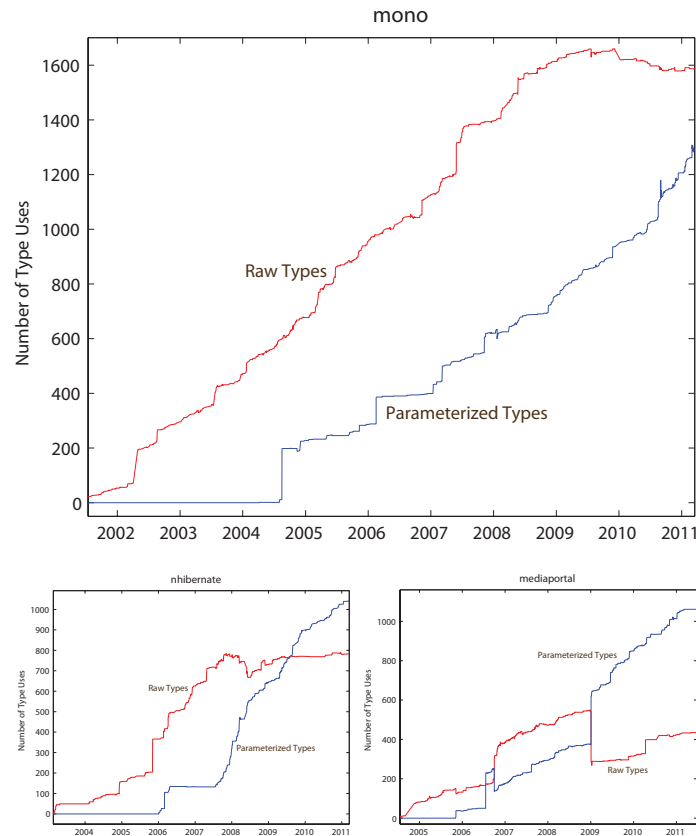 mono
Number of Type Uses
1600
1400
1200
1000
800
600
400
200
0
Raw Types
Parameterized Types
2002 2003 2004 2005 2006 2007 2008 2009 2010 2011
nhibernate
Number of Type Uses
1000
900
800
700
600
500
400
300
200
100
0
Raw Types
Parameterized Types
2004 2005 2006 2007 2008 2009 2010 2011
mediaportal
Number of Type Uses
1000
800
600
400
200
0
Parameterized Types
Raw Types
2005 2006 2007 2008 2009 2010 2011